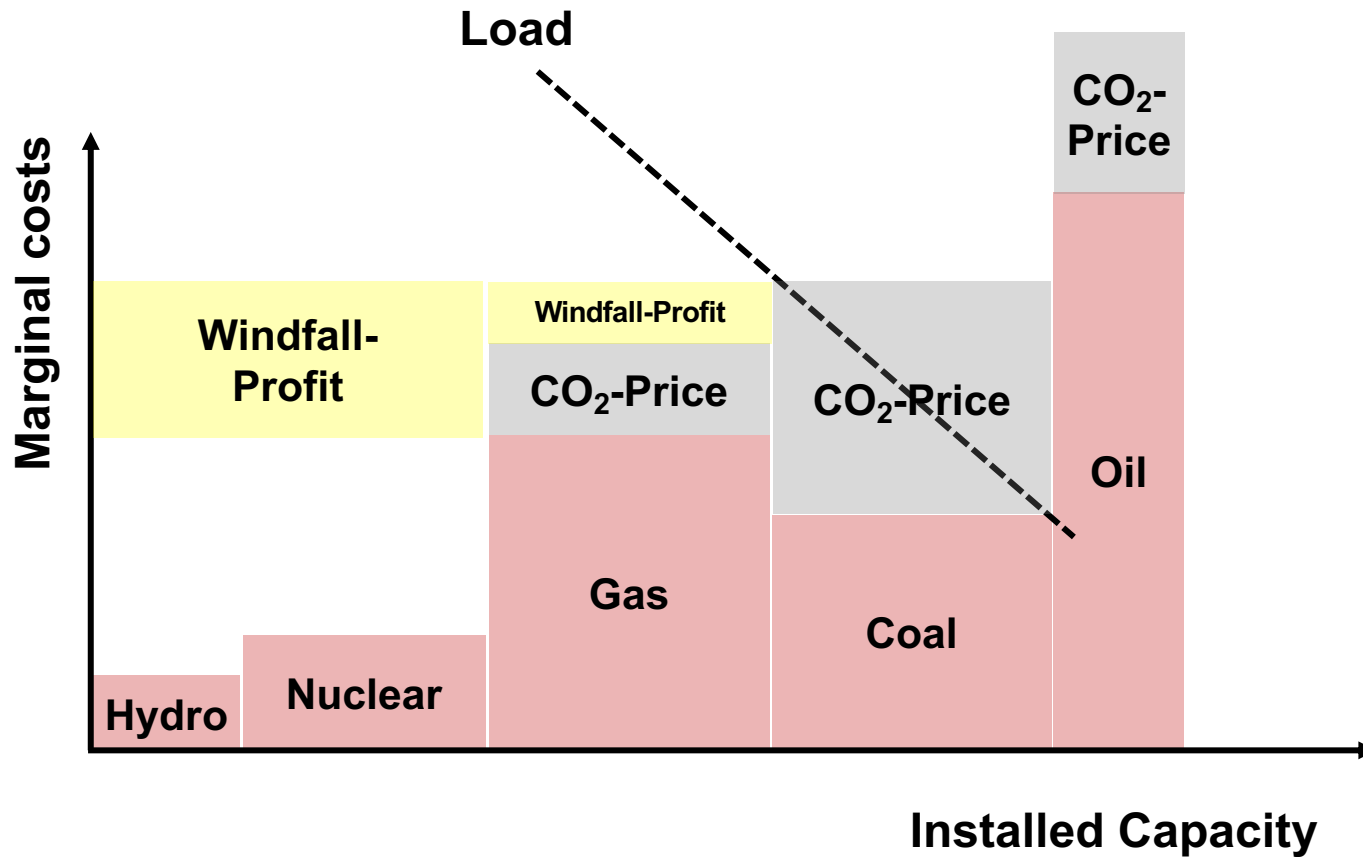 Load
CO₂-
Price
Marginal costs
Windfall-
Profit
Windfall-Profit
CO₂-Price
CO₂-Price
Oil
Gas
Coal
Nuclear
Hydro
Installed Capacity